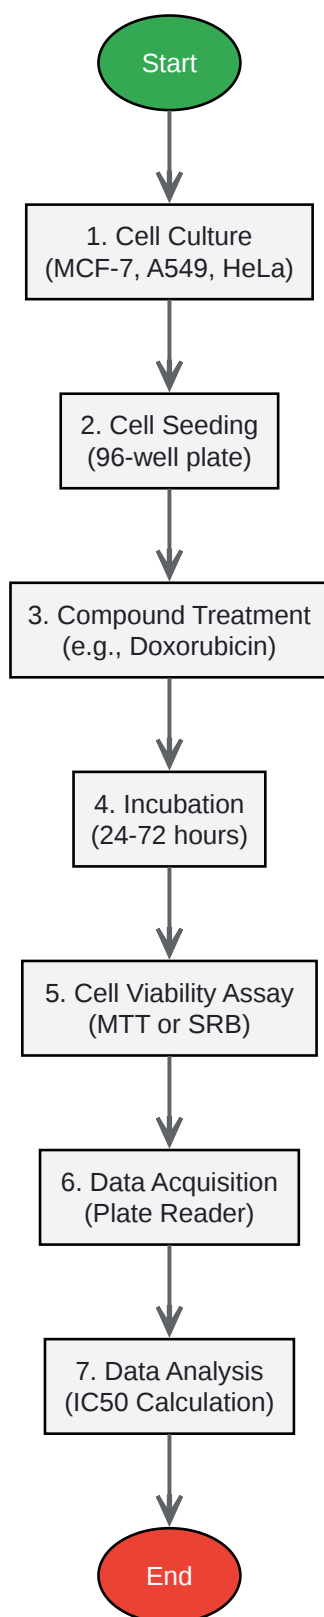 Start
1. Cell Culture
(MCF-7, A549, HeLa)
2. Cell Seeding
(96-well plate)
3. Compound Treatment
(e.g., Doxorubicin)
4. Incubation
(24-72 hours)
5. Cell Viability Assay
(MTT or SRB)
6. Data Acquisition
(Plate Reader)
7. Data Analysis
(IC50 Calculation)
End